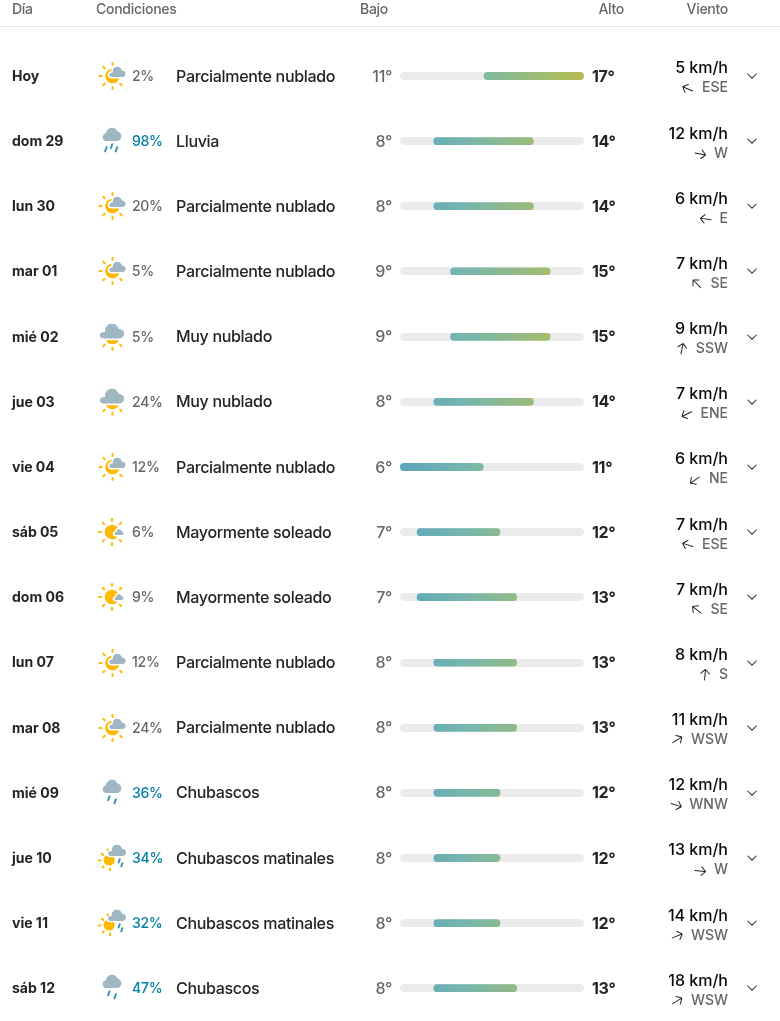 Día Condiciones Bajo Alto Viento
Hoy 2% Parcialmente nublado 11° 17° 5 km/h
ESE
dom 29 98% Lluvia 8° 14° 12 km/h
W
lun 30 20% Parcialmente nublado 8° 14° 6 km/h
E
mar 01 5% Parcialmente nublado 9° 15° 7 km/h
SE
mié 02 5% Muy nublado 9° 15° 9 km/h
SSW
jue 03 24% Muy nublado 8° 14° 7 km/h
ENE
vie 04 12% Parcialmente nublado 6° 11° 6 km/h
NE
sáb 05 6% Mayormente soleado 7° 12° 7 km/h
ESE
dom 06 9% Mayormente soleado 7° 13° 7 km/h
SE
lun 07 12% Parcialmente nublado 8° 13° 8 km/h
S
mar 08 24% Parcialmente nublado 8° 13° 11 km/h
WSW
mié 09 36% Chubascos 8° 12° 12 km/h
WNW
jue 10 34% Chubascos matinales 8° 12° 13 km/h
W
vie 11 32% Chubascos matinales 8° 12° 14 km/h
WSW
sáb 12 47% Chubascos 8° 13° 18 km/h
WSW